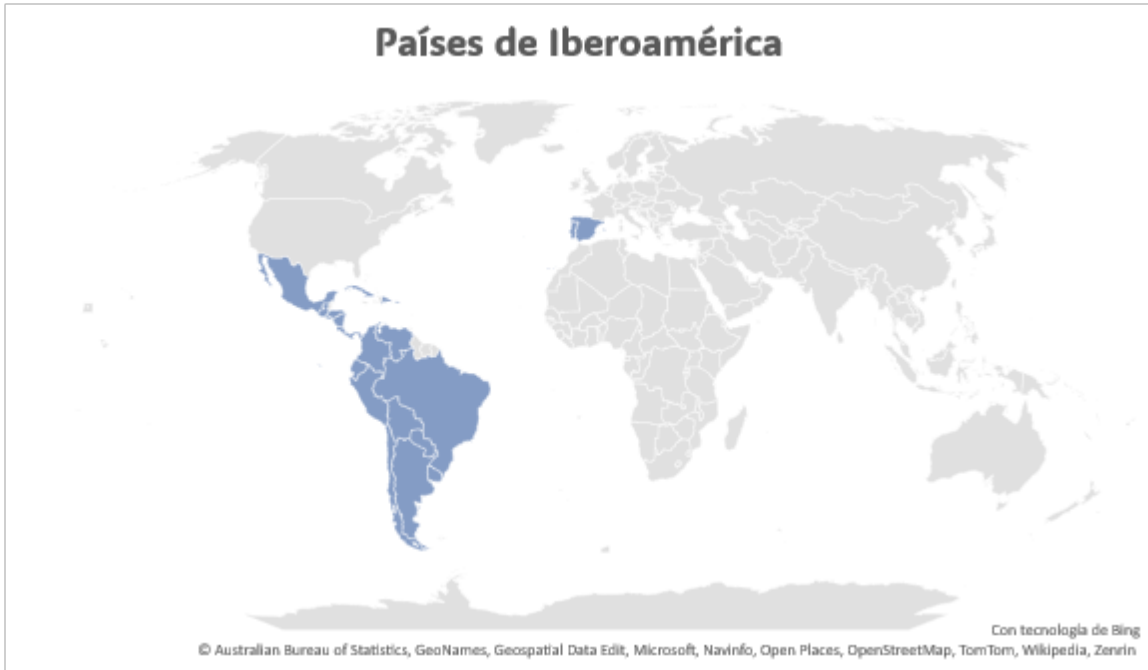 Países de Iberoamérica
Con tecnología de Bing
© Australian Bureau of Statistics, GeoNames, Geospatial Data Edit, Microsoft, Navinfo, Open Places, OpenStreetMap, TomTom, Wikipedia, Zenrin